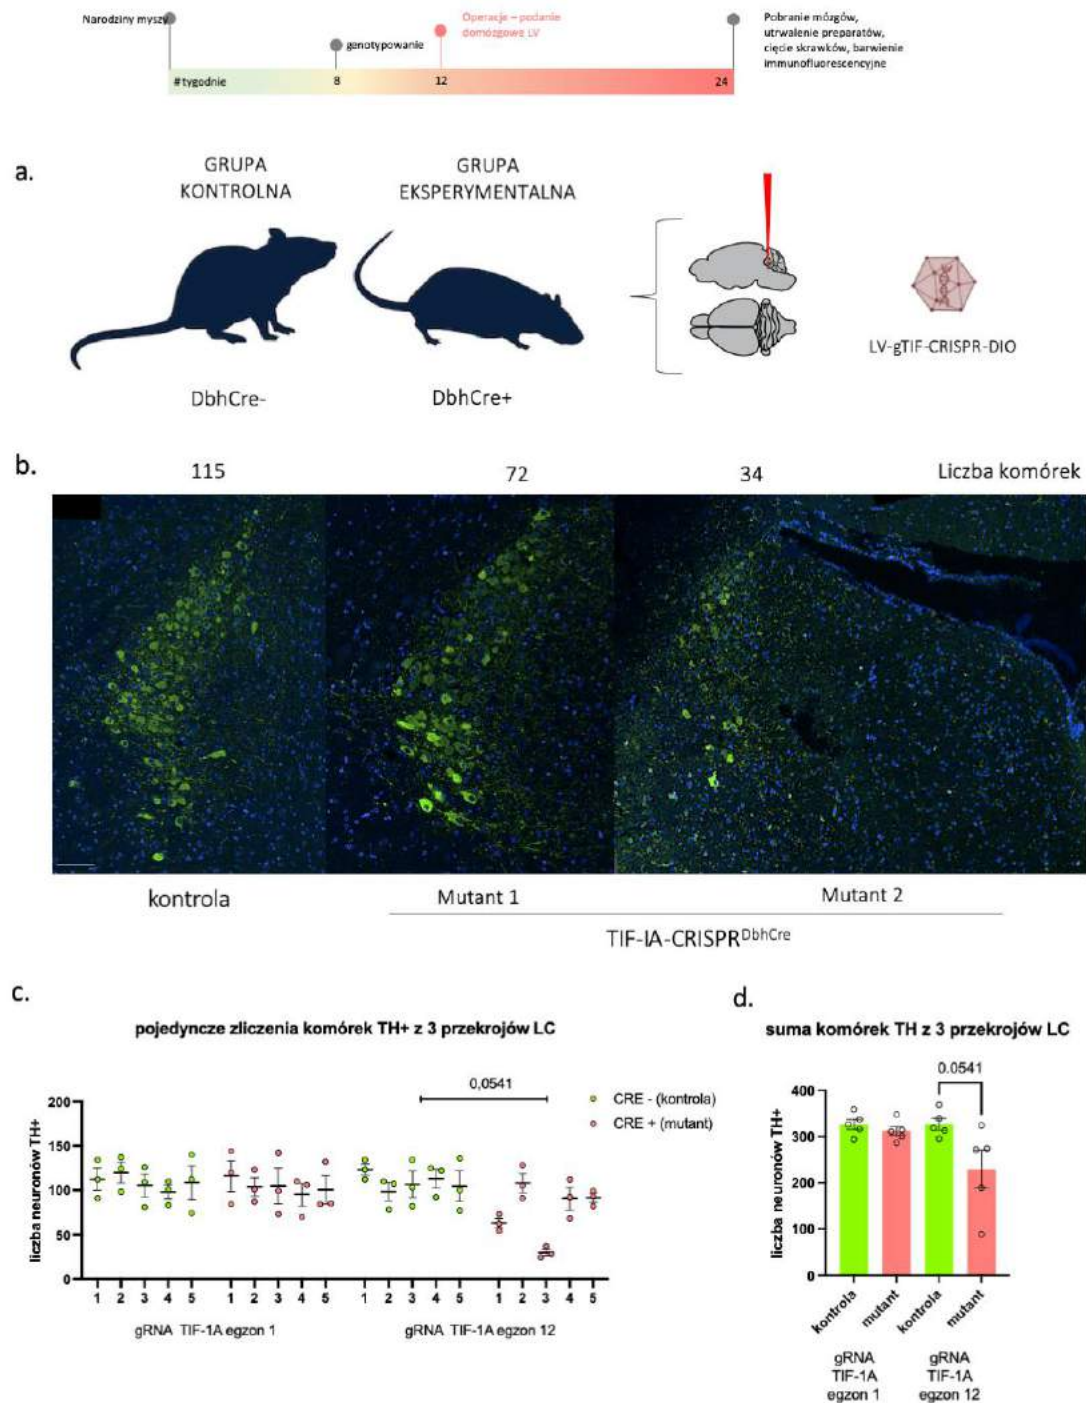 Narodziny myszy
genotypowanie
Operacje – podanie
domózgowe LV
Pobranie mózgów,
utrwalenie preparatów,
cięcie skrawków, barwienie
immunofluorescencyjne
#tygodnie
8
12
24
a.
GRUPA
KONTROLNA
GRUPA
EKSPERYMENTALNA
DbhCre-
DbhCre+
LV-gTIF-CRISPR-DIO
b.
115
72
34
Liczba komórek
kontrola
Mutant 1
Mutant 2
TIF-IA-CRISPRDbhCre
c.
pojedyncze zliczenia komórek TH+ z 3 przekrojów LC
0,0541
CRE - (kontrola)
CRE + (mutant)
liczba neuronów TH+
200
150
100
50
0
1 2 3 4 5 1 2 3 4 5 1 2 3 4 5 1 2 3 4 5
gRNA TIF-1A egzon 1
gRNA TIF-1A egzon 12
d.
suma komórek TH z 3 przekrojów LC
0.0541
liczba neuronów TH+
400
300
200
100
0
kontrola
mutant
kontrola
mutant
gRNA
TIF-1A
egzon 1
gRNA
TIF-1A
egzon 12